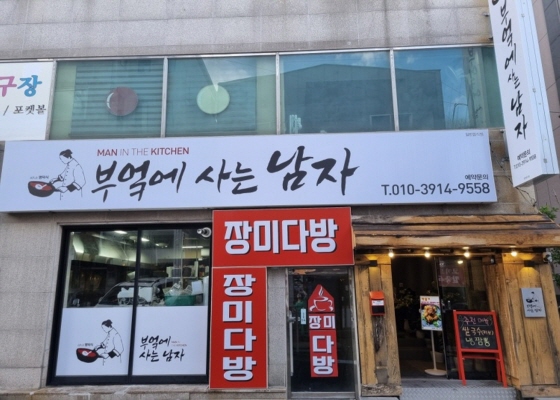 구장
/ 포켓볼
MAN IN THE KITCHEN
부엌에 사는 남자
예약문의
T.010-3914-9558
부엌에 사는 남자
장미다방
장미다방
장미다방
부엌에
사는 남자
추천